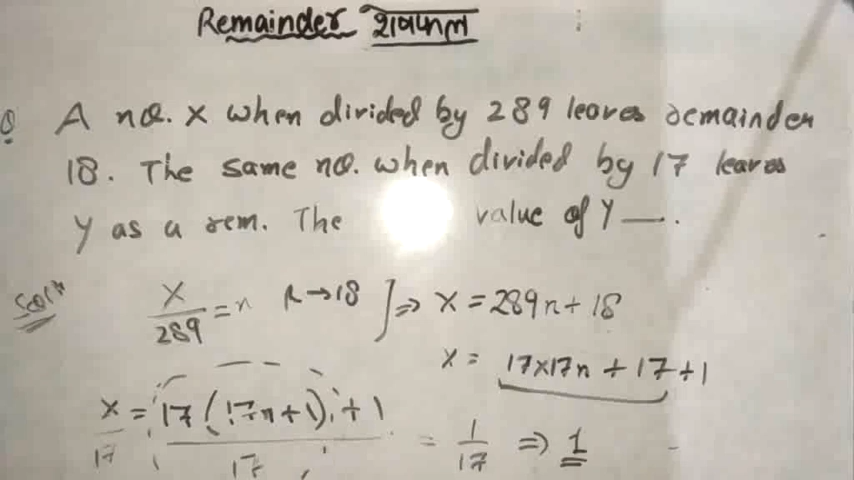 Remainder शेषफल
Q A no. X when divided by 289 leaves remainder
18. The same no. when divided by 17 leaves
Y as a rem. The value of Y —.
Sol^n X/289 = n R → 18 ] ⇒ X = 289n + 18
X = 17×17n + 17 + 1
X/17 = 17(17n+1) + 1 / 17 = 1/17 ⇒ 1